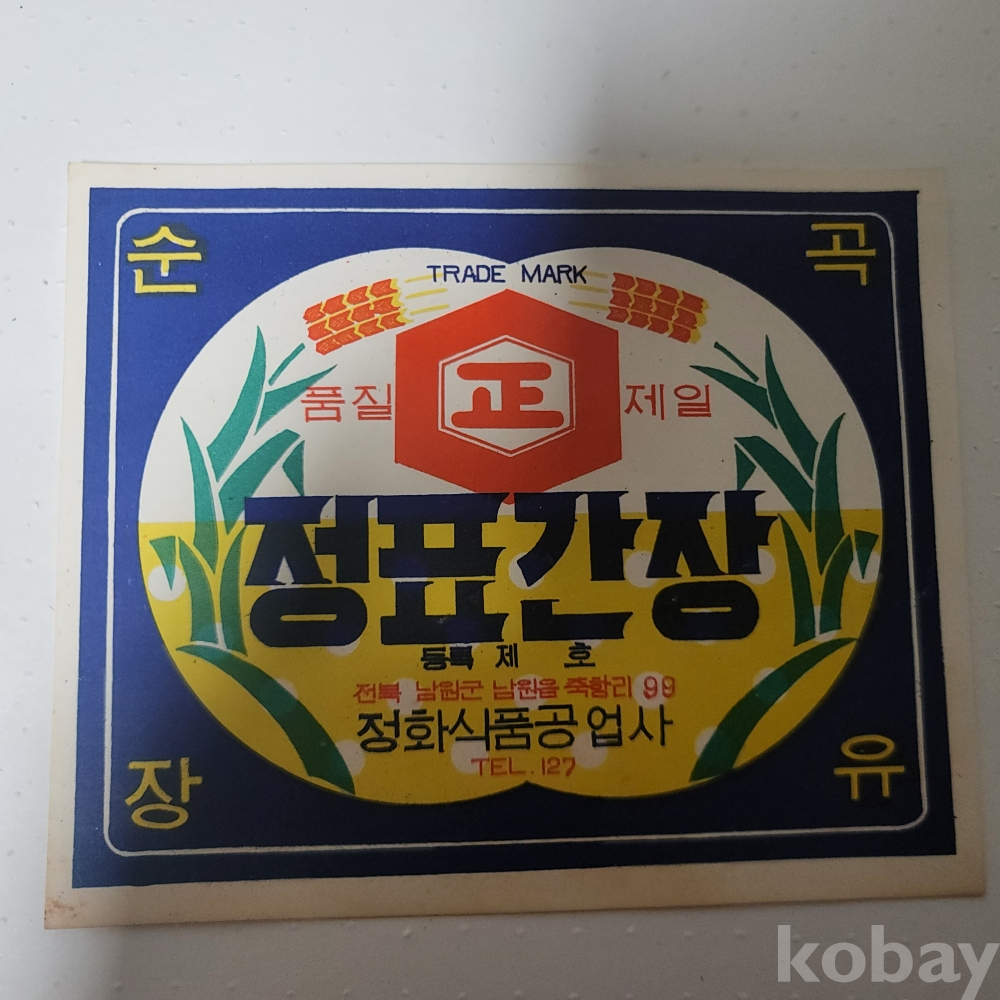 순 곡
TRADE MARK
正
품질 제일
정표간장
등록 제 호
전북 남원군 남원읍 축항리 99
정화식품공업사
TEL. 127
장 유
kobay